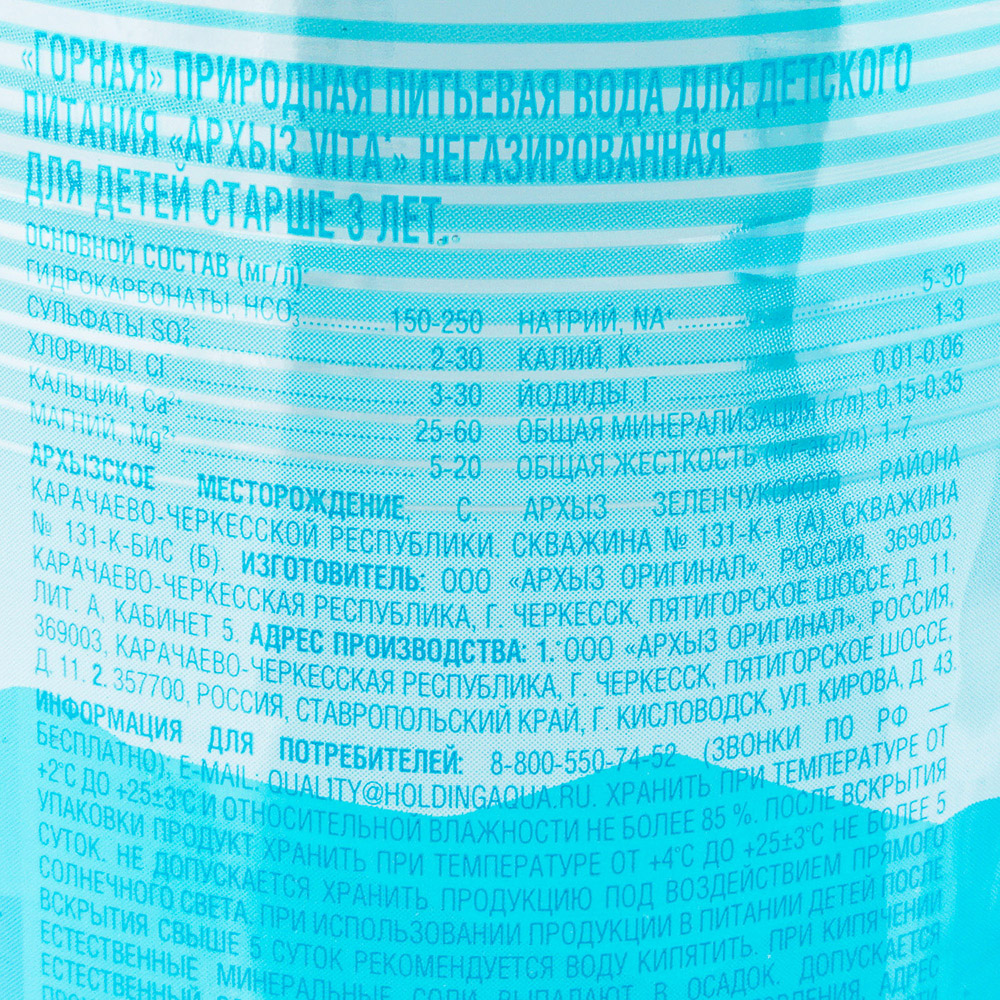 «ГОРНАЯ» ПРИРОДНАЯ ПИТЬЕВАЯ ВОДА ДЛЯ ДЕТСКОГО
ПИТАНИЯ «АРХЫЗ VITA*» НЕГАЗИРОВАННАЯ.
ДЛЯ ДЕТЕЙ СТАРШЕ 3 ЛЕТ.
ОСНОВНОЙ СОСТАВ (мг/л):
ГИДРОКАРБОНАТЫ, HCO₃⁻ 150-250 НАТРИЙ, NA⁺ 5-30
СУЛЬФАТЫ SO₄²⁻ 2-30 КАЛИЙ, К⁺ 1-3
ХЛОРИДЫ. Cl⁻ 3-30 ЙОДИДЫ, I⁻ 0,01-0,06
КАЛЬЦИЙ, Ca²⁺ 25-60 ОБЩАЯ МИНЕРАЛИЗАЦИЯ (г/л): 0,15-0,35
МАГНИЙ, Mg²⁺ 5-20 ОБЩАЯ ЖЕСТКОСТЬ (мг-экв/л): 1-7.
АРХЫЗСКОЕ МЕСТОРОЖДЕНИЕ, С. АРХЫЗ ЗЕЛЕНЧУКСКОГО РАЙОНА
КАРАЧАЕВО-ЧЕРКЕССКОЙ РЕСПУБЛИКИ. СКВАЖИНА № 131-К-1 (А), СКВАЖИНА
№ 131-К-БИС (Б). ИЗГОТОВИТЕЛЬ: ООО «АРХЫЗ ОРИГИНАЛ», РОССИЯ, 369003,
КАРАЧАЕВО-ЧЕРКЕССКАЯ РЕСПУБЛИКА, Г. ЧЕРКЕССК, ПЯТИГОРСКОЕ ШОССЕ, Д. 11,
ЛИТ. А, КАБИНЕТ 5. АДРЕС ПРОИЗВОДСТВА: 1. ООО «АРХЫЗ ОРИГИНАЛ», РОССИЯ,
369003, КАРАЧАЕВО-ЧЕРКЕССКАЯ РЕСПУБЛИКА, Г. ЧЕРКЕССК, ПЯТИГОРСКОЕ ШОССЕ,
Д. 11. 2. 357700, РОССИЯ, СТАВРОПОЛЬСКИЙ КРАЙ, Г. КИСЛОВОДСК, УЛ. КИРОВА, Д. 43.
ИНФОРМАЦИЯ ДЛЯ ПОТРЕБИТЕЛЕЙ: 8-800-550-74-52 (ЗВОНКИ ПО РФ —
БЕСПЛАТНО); E-MAIL: QUALITY@HOLDINGAQUA.RU. ХРАНИТЬ ПРИ ТЕМПЕРАТУРЕ ОТ
+2°С ДО +25±3°С И ОТНОСИТЕЛЬНОЙ ВЛАЖНОСТИ НЕ БОЛЕЕ 85 %. ПОСЛЕ ВСКРЫТИЯ
УПАКОВКИ ПРОДУКТ ХРАНИТЬ ПРИ ТЕМПЕРАТУРЕ ОТ +4°С ДО +25±3°С НЕ БОЛЕЕ 5
СУТОК. НЕ ДОПУСКАЕТСЯ ХРАНИТЬ ПРОДУКЦИЮ ПОД ВОЗДЕЙСТВИЕМ ПРЯМОГО
СОЛНЕЧНОГО СВЕТА. ПРИ ИСПОЛЬЗОВАНИИ ПРОДУКЦИИ В ПИТАНИИ ДЕТЕЙ ПОСЛЕ
ВСКРЫТИЯ СВЫШЕ 5 СУТОК РЕКОМЕНДУЕТСЯ ВОДУ КИПЯТИТЬ. ПРИ КИПЯЧЕНИИ
ЕСТЕСТВЕННЫЕ МИНЕРАЛЬНЫЕ СОЛИ ВЫПАДАЮТ В ОСАДОК. ДОПУСКАЕТСЯ
ЕСТЕСТВЕННЫЙ АДРЕС